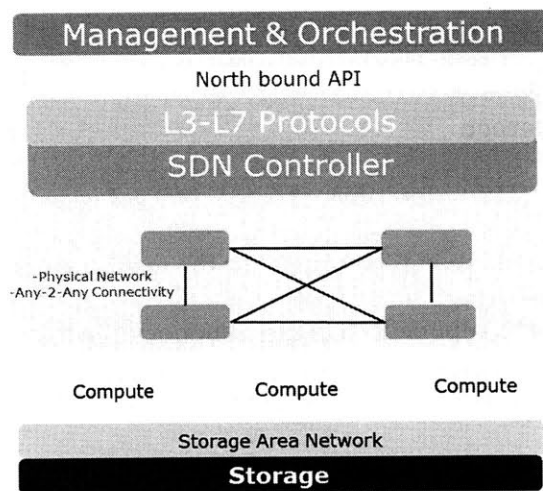 Management & Orchestration
North bound API
L3-L7 Protocols
SDN Controller
-Physical Network
-Any-2-Any Connectivity
Compute Compute Compute
Storage Area Network
Storage